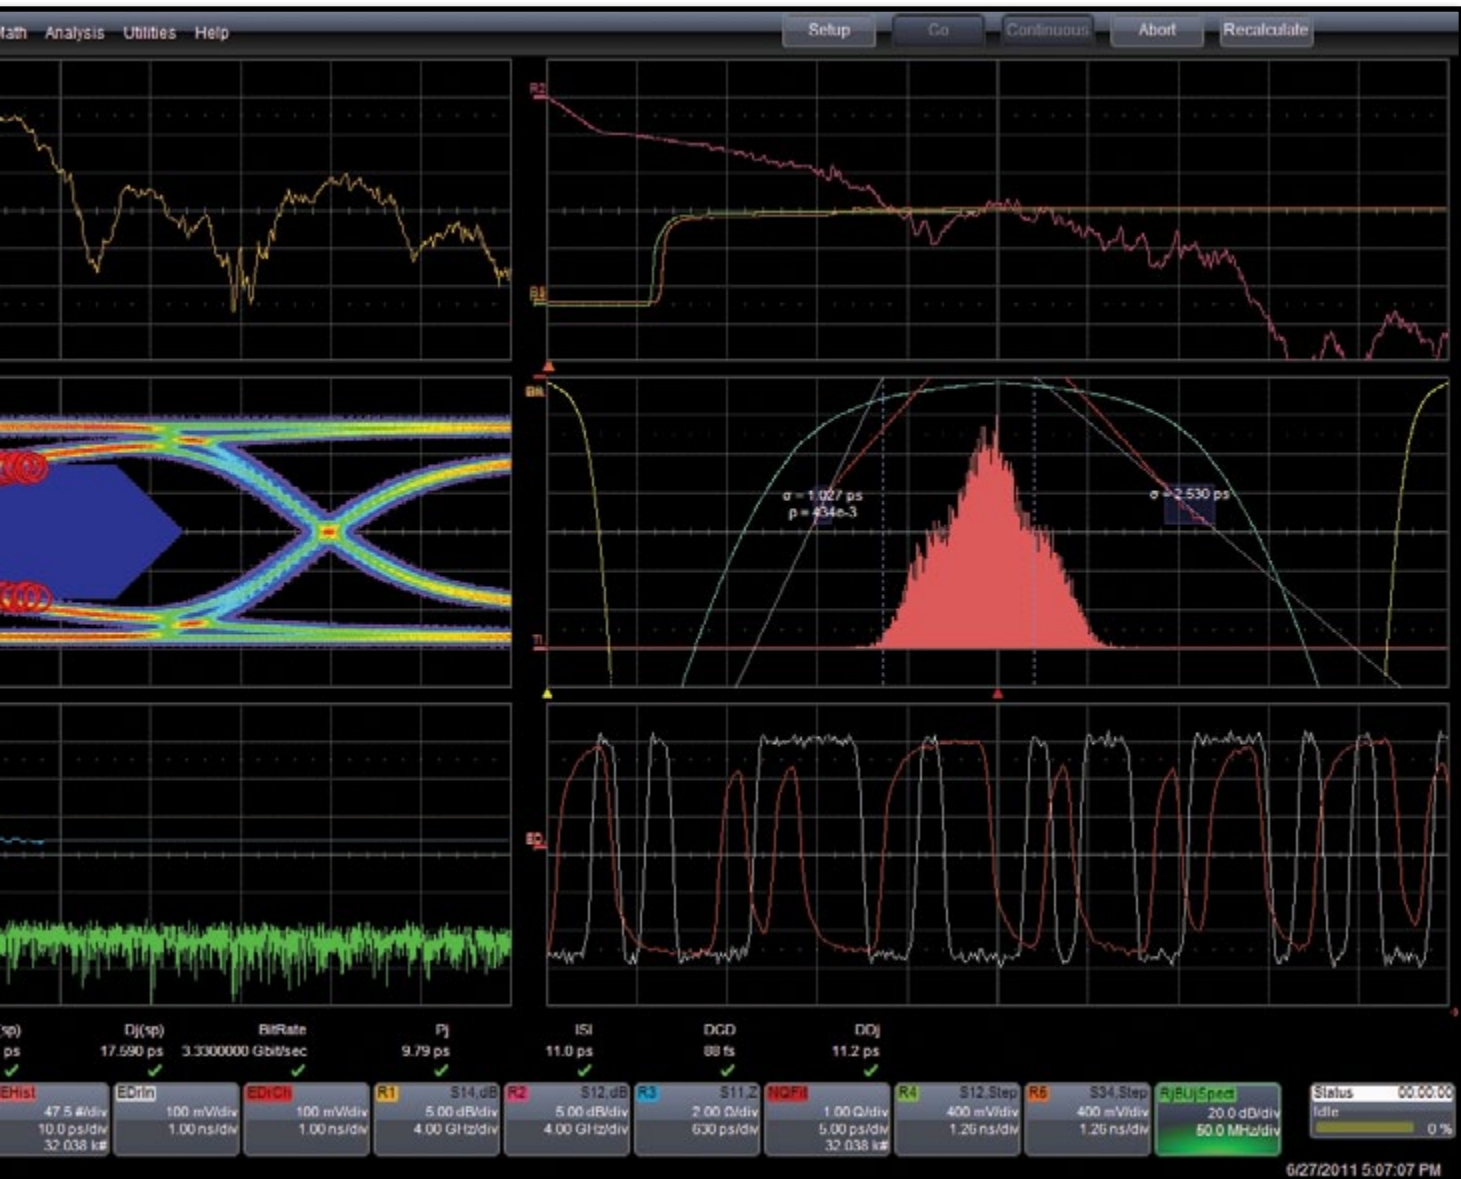 Math Analysis Utilities Help Setup Go Continuous Abort Recalculate
R2
σ = 1.027 ps
ρ = 434e-3
σ = 2.530 ps
(sp) Dj(sp) BitRate Pj ISI DCD DDj
ps 17.590 ps 3.3300000 Gbit/sec 9.79 ps 11.0 ps 88 fs 11.2 ps
EHist EDrIn EDrCh R1 S14,dB R2 S12,dB R3 S11,Z NQFit R4 S12,Step R6 S34,Step RjBUjSpect Status 00:00:00
47.5 #/div 100 mV/div 100 mV/div 5.00 dB/div 5.00 dB/div 2.00 Ω/div 1.00 Q/div 400 mV/div 400 mV/div 20.0 dB/div Idle
10.0 ps/div 1.00 ns/div 1.00 ns/div 4.00 GHz/div 4.00 GHz/div 630 ps/div 5.00 ps/div 1.26 ns/div 1.26 ns/div 50.0 MHz/div 0 %
32.038 k# 32.038 k#
6/27/2011 5:07:07 PM